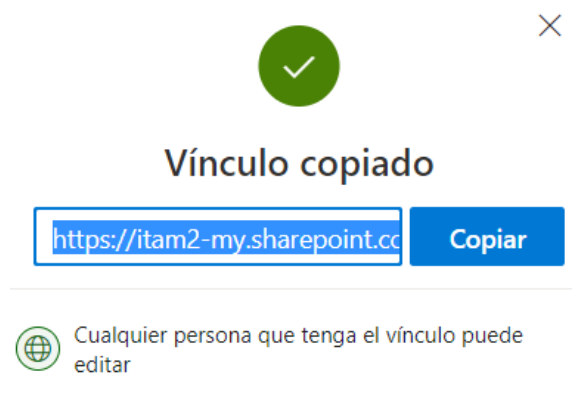 Vínculo copiado
https://itam2-my.sharepoint.cc
Copiar
Cualquier persona que tenga el vínculo puede
editar